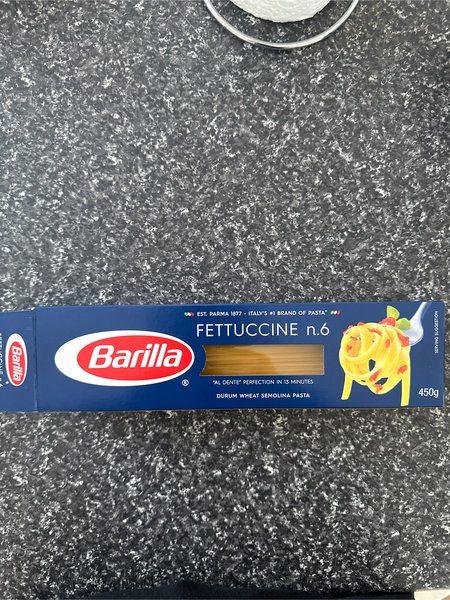 EST. PARMA 1877 - ITALY'S #1 BRAND OF PASTA*
FETTUCCINE n.6
Barilla
®
"AL DENTE" PERFECTION IN 13 MINUTES
DURUM WHEAT SEMOLINA PASTA
SERVING SUGGESTION
450g
Barilla